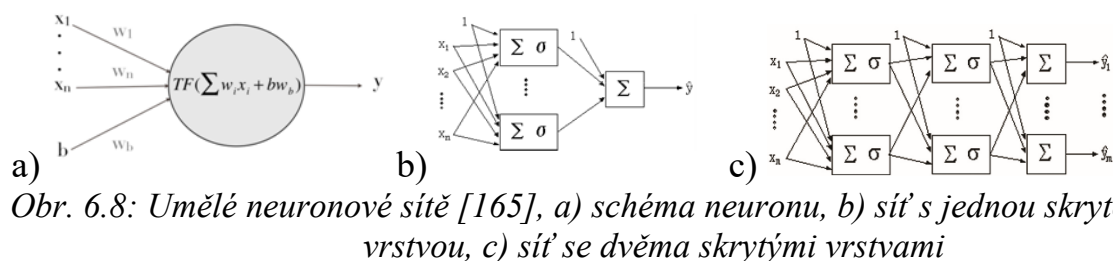 x1
w1
xn
wn
b
wb
TF(∑ wᵢxᵢ + bw_b)
y
a)
1
x1
x2
xn
Σ σ
Σ σ
1
Σ
ŷ
b)
1
x1
x2
xn
Σ σ
Σ σ
1
Σ σ
Σ σ
1
Σ
Σ
ŷ1
ŷm
c)
Obr. 6.8: Umělé neuronové sítě [165], a) schéma neuronu, b) síť s jednou skryt
vrstvou, c) síť se dvěma skrytými vrstvami